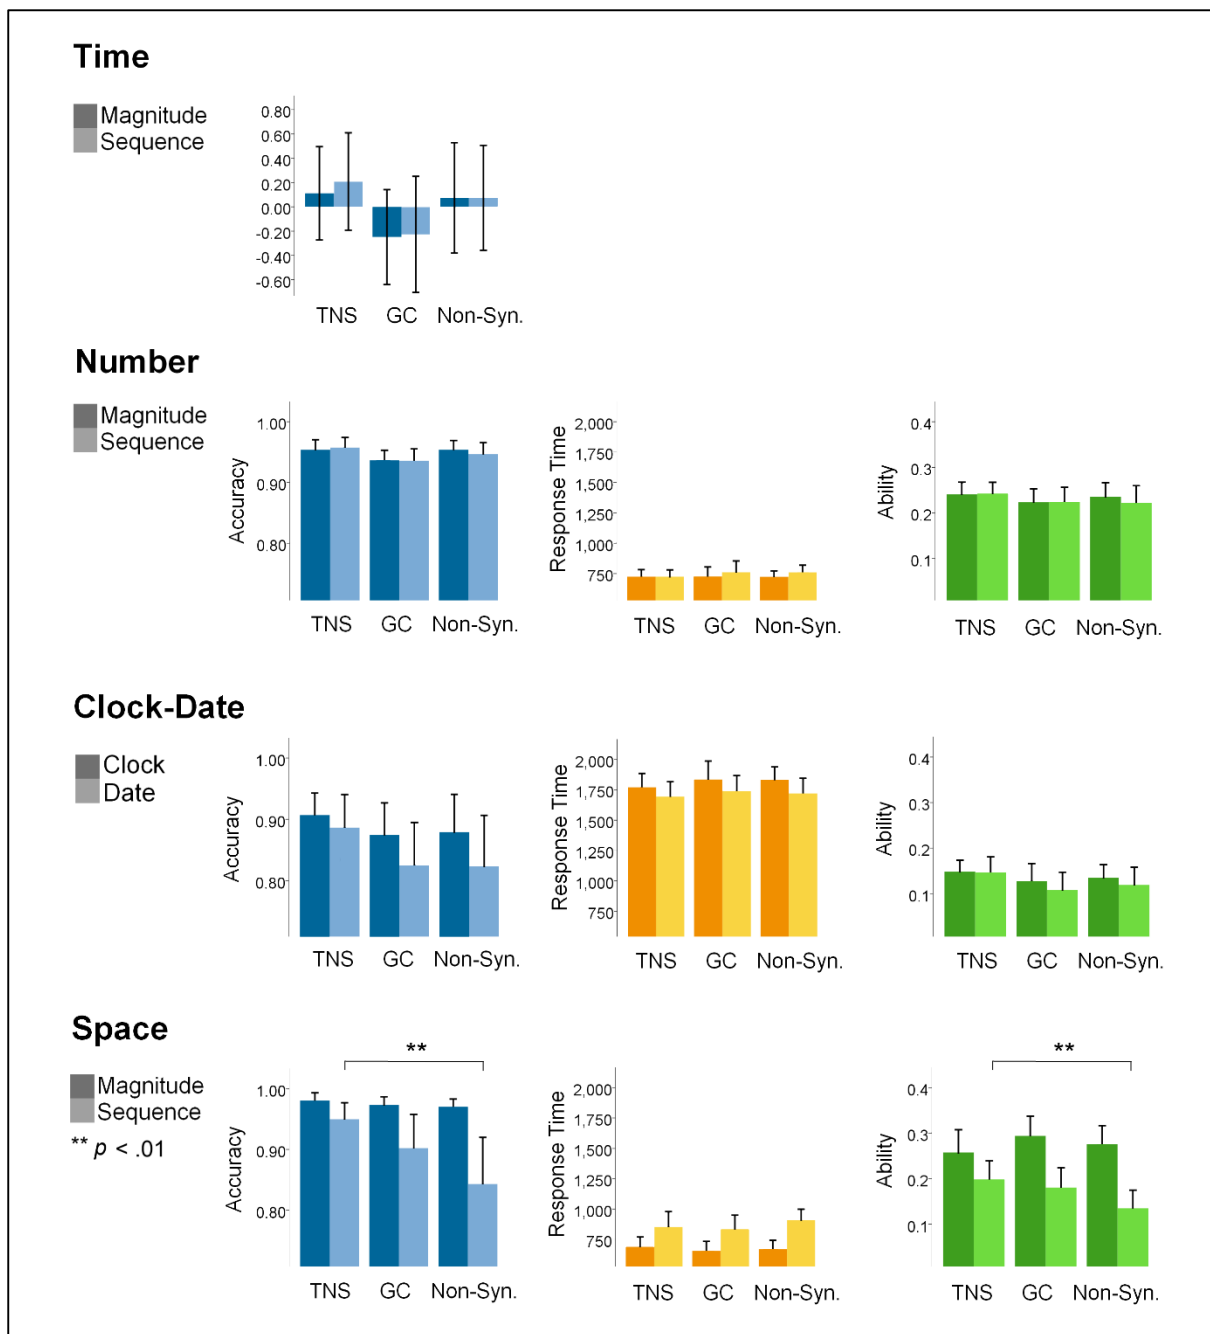 Time
Magnitude
Sequence
0.80
0.60
0.40
0.20
0.00
-0.20
-0.40
-0.60
TNS GC Non-Syn.
Number
Magnitude
Sequence
Accuracy
1.00
0.90
0.80
TNS GC Non-Syn.
Response Time
2,000
1,750
1,500
1,250
1,000
750
TNS GC Non-Syn.
Ability
0.4
0.3
0.2
0.1
TNS GC Non-Syn.
Clock-Date
Clock
Date
Accuracy
1.00
0.90
0.80
TNS GC Non-Syn.
Response Time
2,000
1,750
1,500
1,250
1,000
750
TNS GC Non-Syn.
Ability
0.4
0.3
0.2
0.1
TNS GC Non-Syn.
Space
Magnitude
Sequence
** p < .01
**
Accuracy
1.00
0.90
0.80
TNS GC Non-Syn.
Response Time
2,000
1,750
1,500
1,250
1,000
750
TNS GC Non-Syn.
**
Ability
0.4
0.3
0.2
0.1
TNS GC Non-Syn.